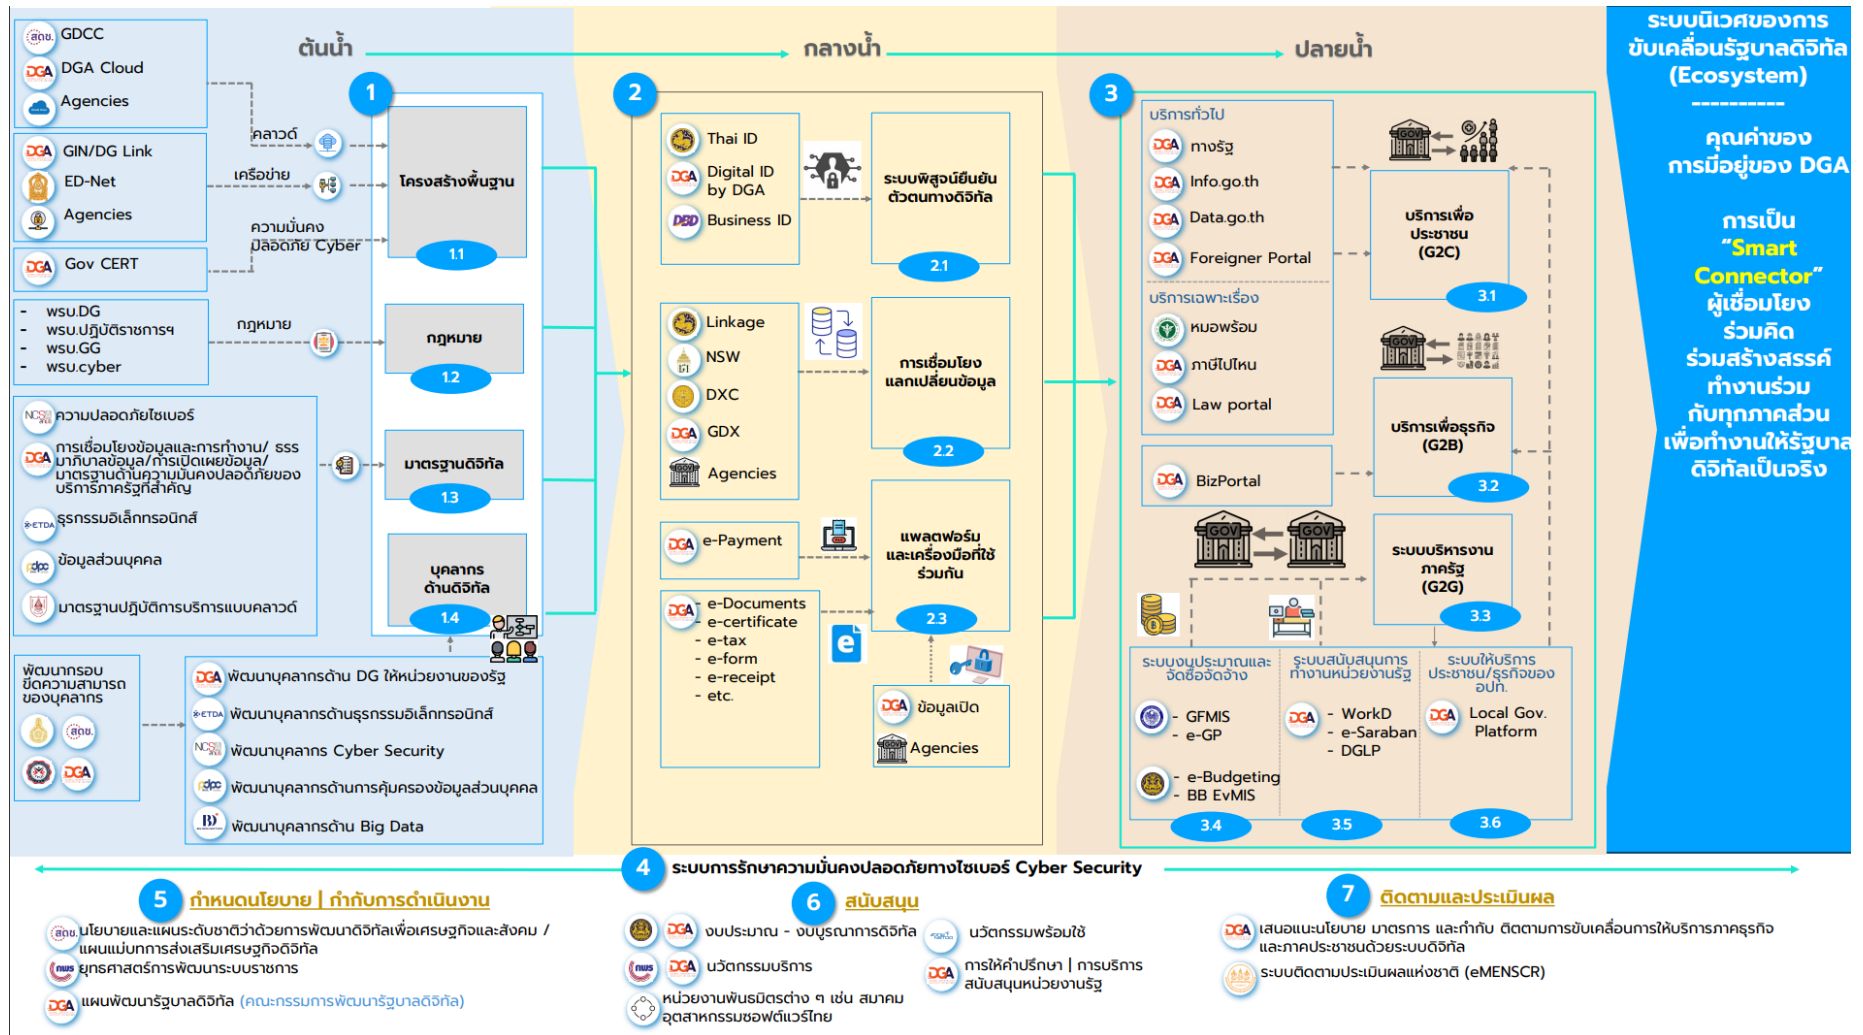 ต้นน้ำ
กลางน้ำ
ปลายน้ำ
สดช.
GDCC
DGA
DGA Cloud
Agencies
คลาวด์
DGA
GIN/DG Link
ED-Net
Agencies
เครือข่าย
ความมั่นคง
ปลอดภัย Cyber
DGA
Gov CERT
- พรบ.DG
- พรบ.ปฏิบัติราชการฯ
- พรบ.GG
- พรบ.cyber
กฎหมาย
NCSA
ความปลอดภัยไซเบอร์
DGA
การเชื่อมโยงข้อมูลและการทำงาน/ ธรร
มาภิบาลข้อมูล/การเปิดเผยข้อมูล/
มาตรฐานด้านความมั่นคงปลอดภัยของ
บริการภาครัฐที่สำคัญ
ETDA
ธุรกรรมอิเล็กทรอนิกส์
pdpc
ข้อมูลส่วนบุคคล
มาตรฐานปฏิบัติการบริการแบบคลาวด์
พัฒนากรอบ
ขีดความสามารถ
ของบุคลากร
สดช.
DGA
DGA
พัฒนาบุคลากรด้าน DG ให้หน่วยงานของรัฐ
ETDA
พัฒนาบุคลากรด้านธุรกรรมอิเล็กทรอนิกส์
NCSA
พัฒนาบุคลากร Cyber Security
pdpc
พัฒนาบุคลากรด้านการคุ้มครองข้อมูลส่วนบุคคล
พัฒนาบุคลากรด้าน Big Data
1
โครงสร้างพื้นฐาน
1.1
กฎหมาย
1.2
มาตรฐานดิจิทัล
1.3
บุคลากร
ด้านดิจิทัล
1.4
2
Thai ID
DGA
Digital ID
by DGA
DBD
Business ID
ระบบพิสูจน์ยืนยัน
ตัวตนทางดิจิทัล
2.1
Linkage
NSW
DXC
DGA
GDX
GOV
Agencies
การเชื่อมโยง
แลกเปลี่ยนข้อมูล
2.2
DGA
e-Payment
แพลตฟอร์ม
และเครื่องมือที่ใช้
ร่วมกัน
2.3
DGA
- e-Documents
- e-certificate
- e-tax
- e-form
- e-receipt
- etc.
e
DGA
ข้อมูลเปิด
GOV
Agencies
3
บริการทั่วไป
DGA
ทางรัฐ
DGA
Info.go.th
DGA
Data.go.th
DGA
Foreigner Portal
บริการเฉพาะเรื่อง
หมอพร้อม
DGA
ภาษีไปไหน
DGA
Law portal
DGA
BizPortal
GOV
บริการเพื่อ
ประชาชน
(G2C)
3.1
GOV
บริการเพื่อธุรกิจ
(G2B)
3.2
GOV
GOV
ระบบบริหารงาน
ภาครัฐ
(G2G)
3.3
ระบบงบประมาณและ
จัดซื้อจัดจ้าง
- GFMIS
- e-GP
- e-Budgeting
- BB EvMIS
3.4
ระบบสนับสนุนการ
ทำงานหน่วยงานรัฐ
DGA
- WorkD
- e-Saraban
- DGLP
3.5
ระบบให้บริการ
ประชาชน/ธุรกิจของ
อปท.
DGA
Local Gov.
Platform
3.6
ระบบนิเวศของการ
ขับเคลื่อนรัฐบาลดิจิทัล
(Ecosystem)
----------
คุณค่าของ
การมีอยู่ของ DGA
การเป็น
“Smart
Connector”
ผู้เชื่อมโยง
ร่วมคิด
ร่วมสร้างสรรค์
ทำงานร่วม
กับทุกภาคส่วน
เพื่อทำงานให้รัฐบาล
ดิจิทัลเป็นจริง
4
ระบบการรักษาความมั่นคงปลอดภัยทางไซเบอร์ Cyber Security
5
กำหนดนโยบาย | กำกับการดำเนินงาน
สดช.
นโยบายและแผนระดับชาติว่าด้วยการพัฒนาดิจิทัลเพื่อเศรษฐกิจและสังคม /
แผนแม่บทการส่งเสริมเศรษฐกิจดิจิทัล
กพร
ยุทธศาสตร์การพัฒนาระบบราชการ
DGA
แผนพัฒนารัฐบาลดิจิทัล (คณะกรรมการพัฒนารัฐบาลดิจิทัล)
6
สนับสนุน
DGA
งบประมาณ - งบบูรณาการดิจิทัล
กพร
DGA
นวัตกรรมบริการ
หน่วยงานพันธมิตรต่าง ๆ เช่น สมาคม
อุตสาหกรรมซอฟต์แวร์ไทย
นวัตกรรมพร้อมใช้
DGA
การให้คำปรึกษา | การบริการ
สนับสนุนหน่วยงานรัฐ
7
ติดตามและประเมินผล
DGA
เสนอแนะนโยบาย มาตรการ และกำกับ ติดตามการขับเคลื่อนการให้บริการภาคธุรกิจ
และภาคประชาชนด้วยระบบดิจิทัล
ระบบติดตามประเมินผลแห่งชาติ (eMENSCR)